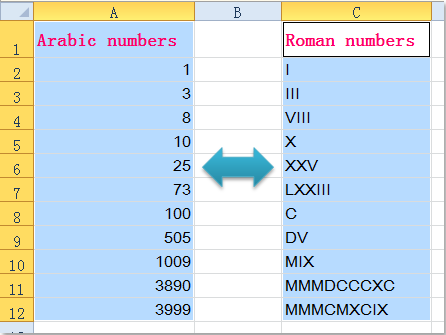 A B C
1 Arabic numbers Roman numbers
2 1 I
3 3 III
4 8 VIII
5 10 X
6 25 XXV
7 73 LXXIII
8 100 C
9 505 DV
10 1009 MIX
11 3890 MMMDCCCXC
12 3999 MMMCMXCIX